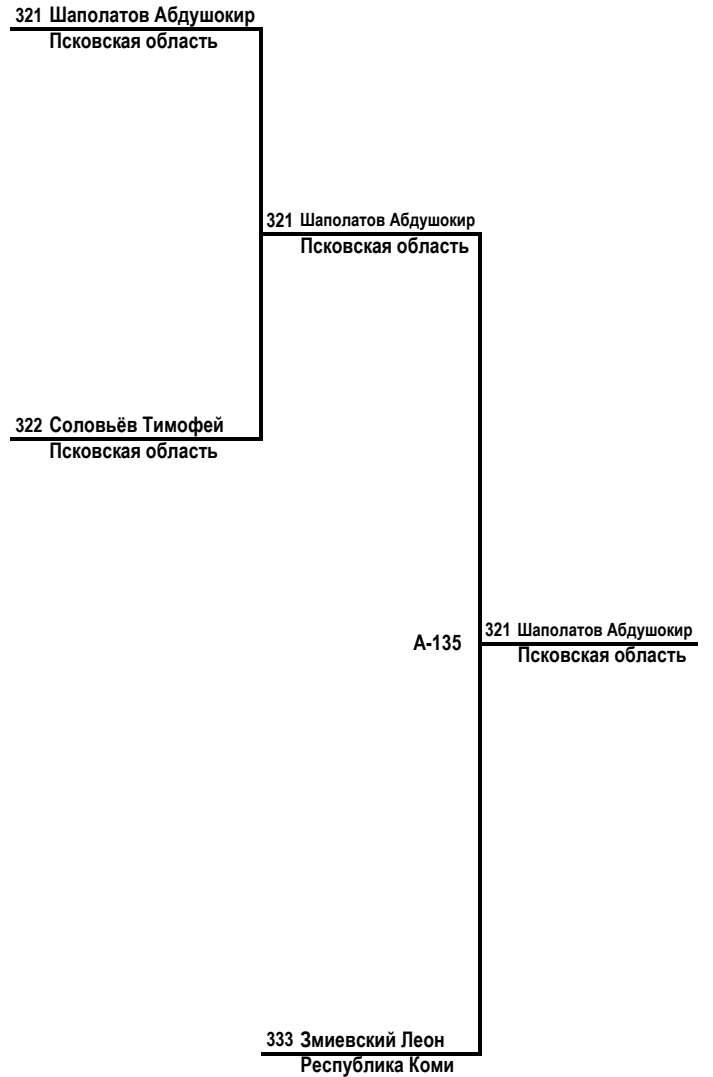 321 Шаполатов Абдушокир
Псковская область
321 Шаполатов Абдушокир
Псковская область
322 Соловьёв Тимофей
Псковская область
А-135
321 Шаполатов Абдушокир
Псковская область
333 Змиевский Леон
Республика Коми